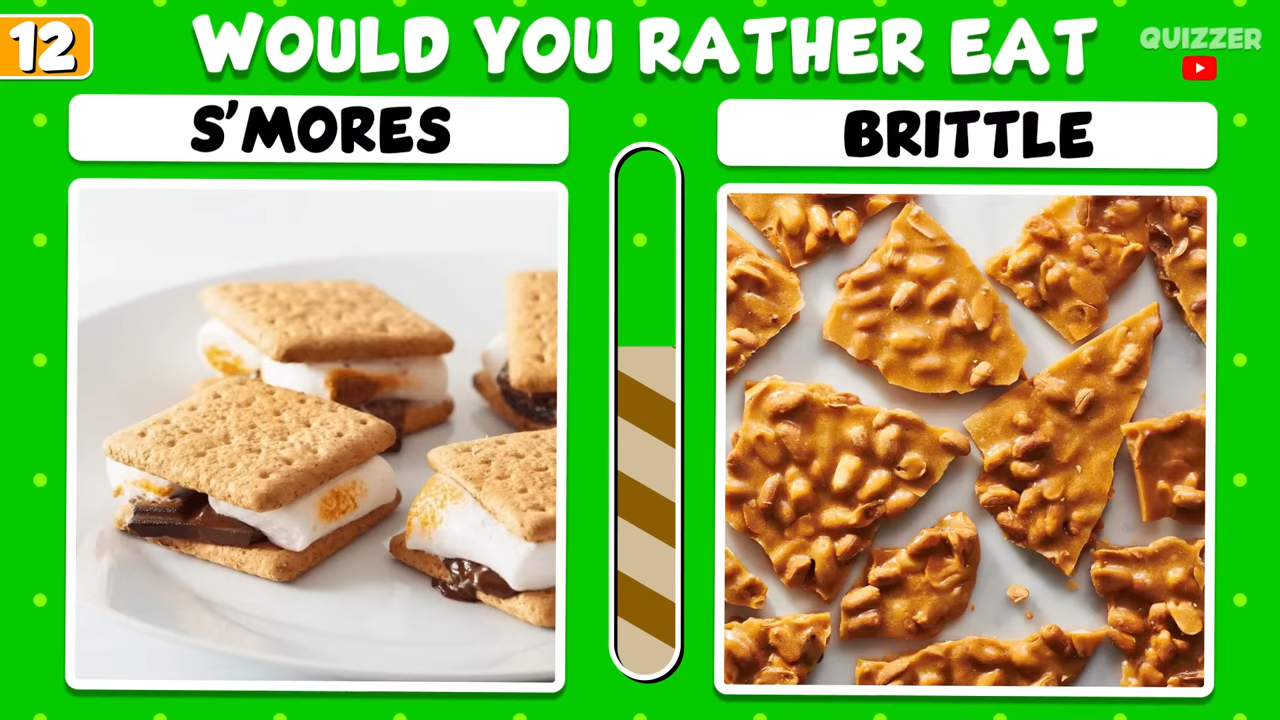 12
WOULD YOU RATHER EAT
QUIZZER
S'MORES
BRITTLE